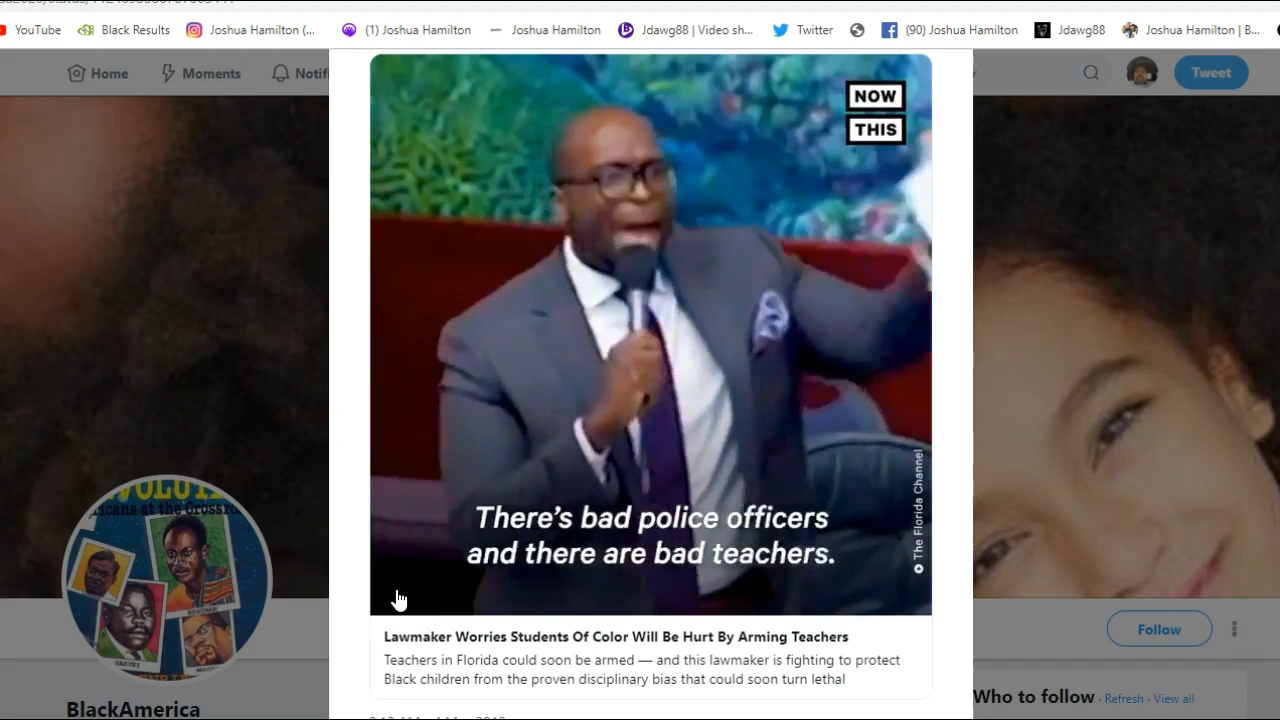 YouTube
Black Results
Joshua Hamilton (...
(1) Joshua Hamilton
Joshua Hamilton
Jdawg88 | Video sh...
Twitter
(90) Joshua Hamilton
Jdawg88
Joshua Hamilton | B...
Home
Moments
Notifi
Tweet
NOW
THIS
There's bad police officers
and there are bad teachers.
© The Florida Channel
Lawmaker Worries Students Of Color Will Be Hurt By Arming Teachers
Teachers in Florida could soon be armed — and this lawmaker is fighting to protect
Black children from the proven disciplinary bias that could soon turn lethal
GARVEY
BlackAmerica
Follow
Who to follow · Refresh · View all